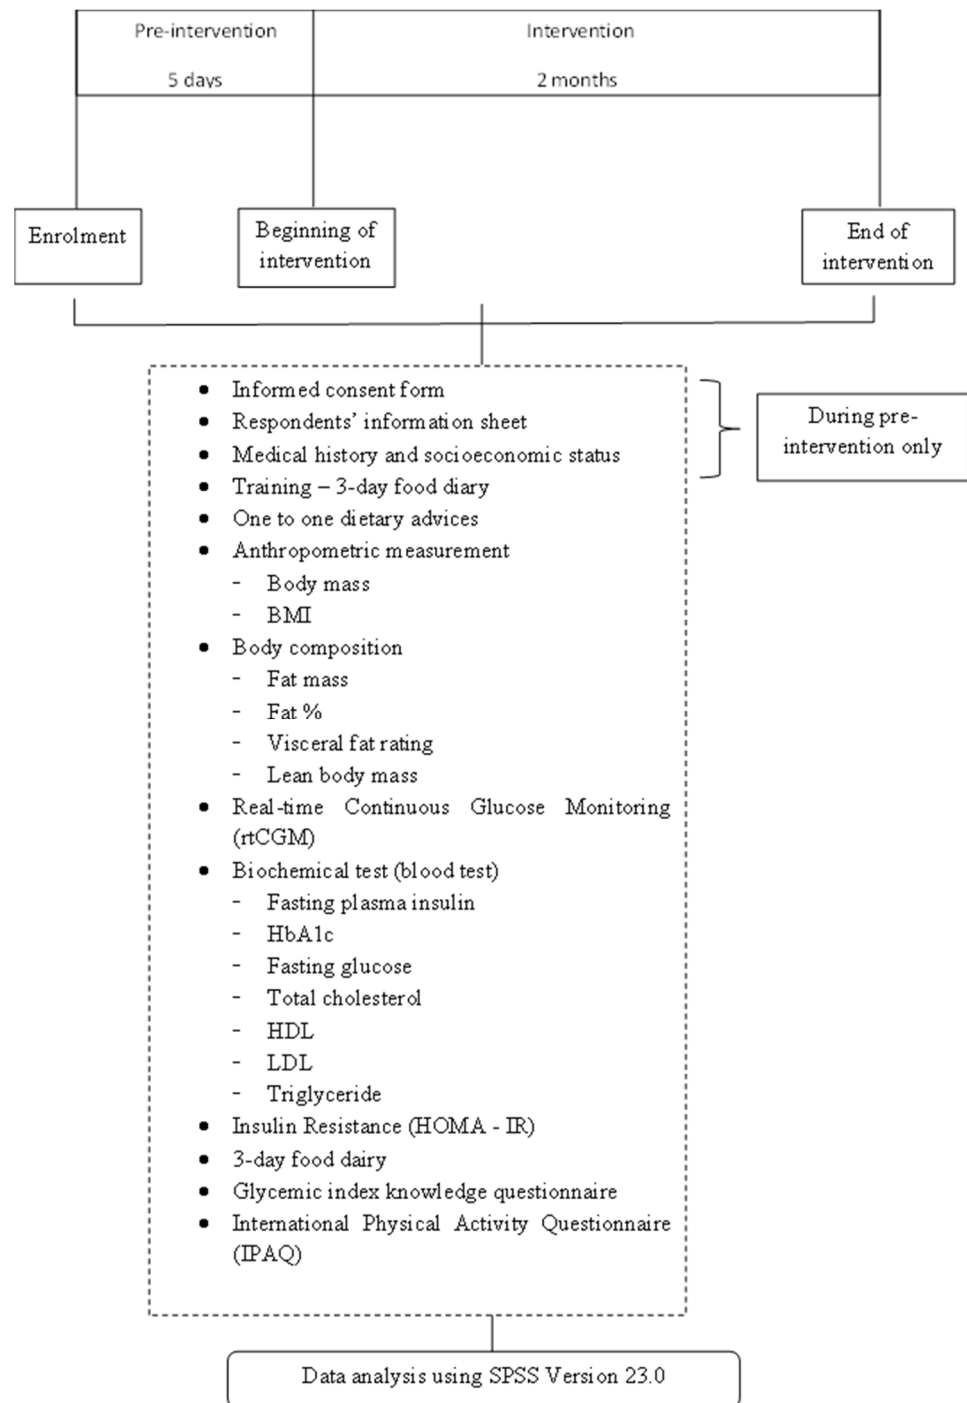 Pre-intervention
Intervention
5 days
2 months
Enrolment
Beginning of
intervention
End of
intervention
• Informed consent form
• Respondents' information sheet
• Medical history and socioeconomic status
• Training – 3-day food diary
• One to one dietary advices
• Anthropometric measurement
- Body mass
- BMI
• Body composition
- Fat mass
- Fat %
- Visceral fat rating
- Lean body mass
• Real-time Continuous Glucose Monitoring
(rtCGM)
• Biochemical test (blood test)
- Fasting plasma insulin
- HbA1c
- Fasting glucose
- Total cholesterol
- HDL
- LDL
- Triglyceride
• Insulin Resistance (HOMA - IR)
• 3-day food dairy
• Glycemic index knowledge questionnaire
• International Physical Activity Questionnaire
(IPAQ)
During pre-
intervention only
Data analysis using SPSS Version 23.0